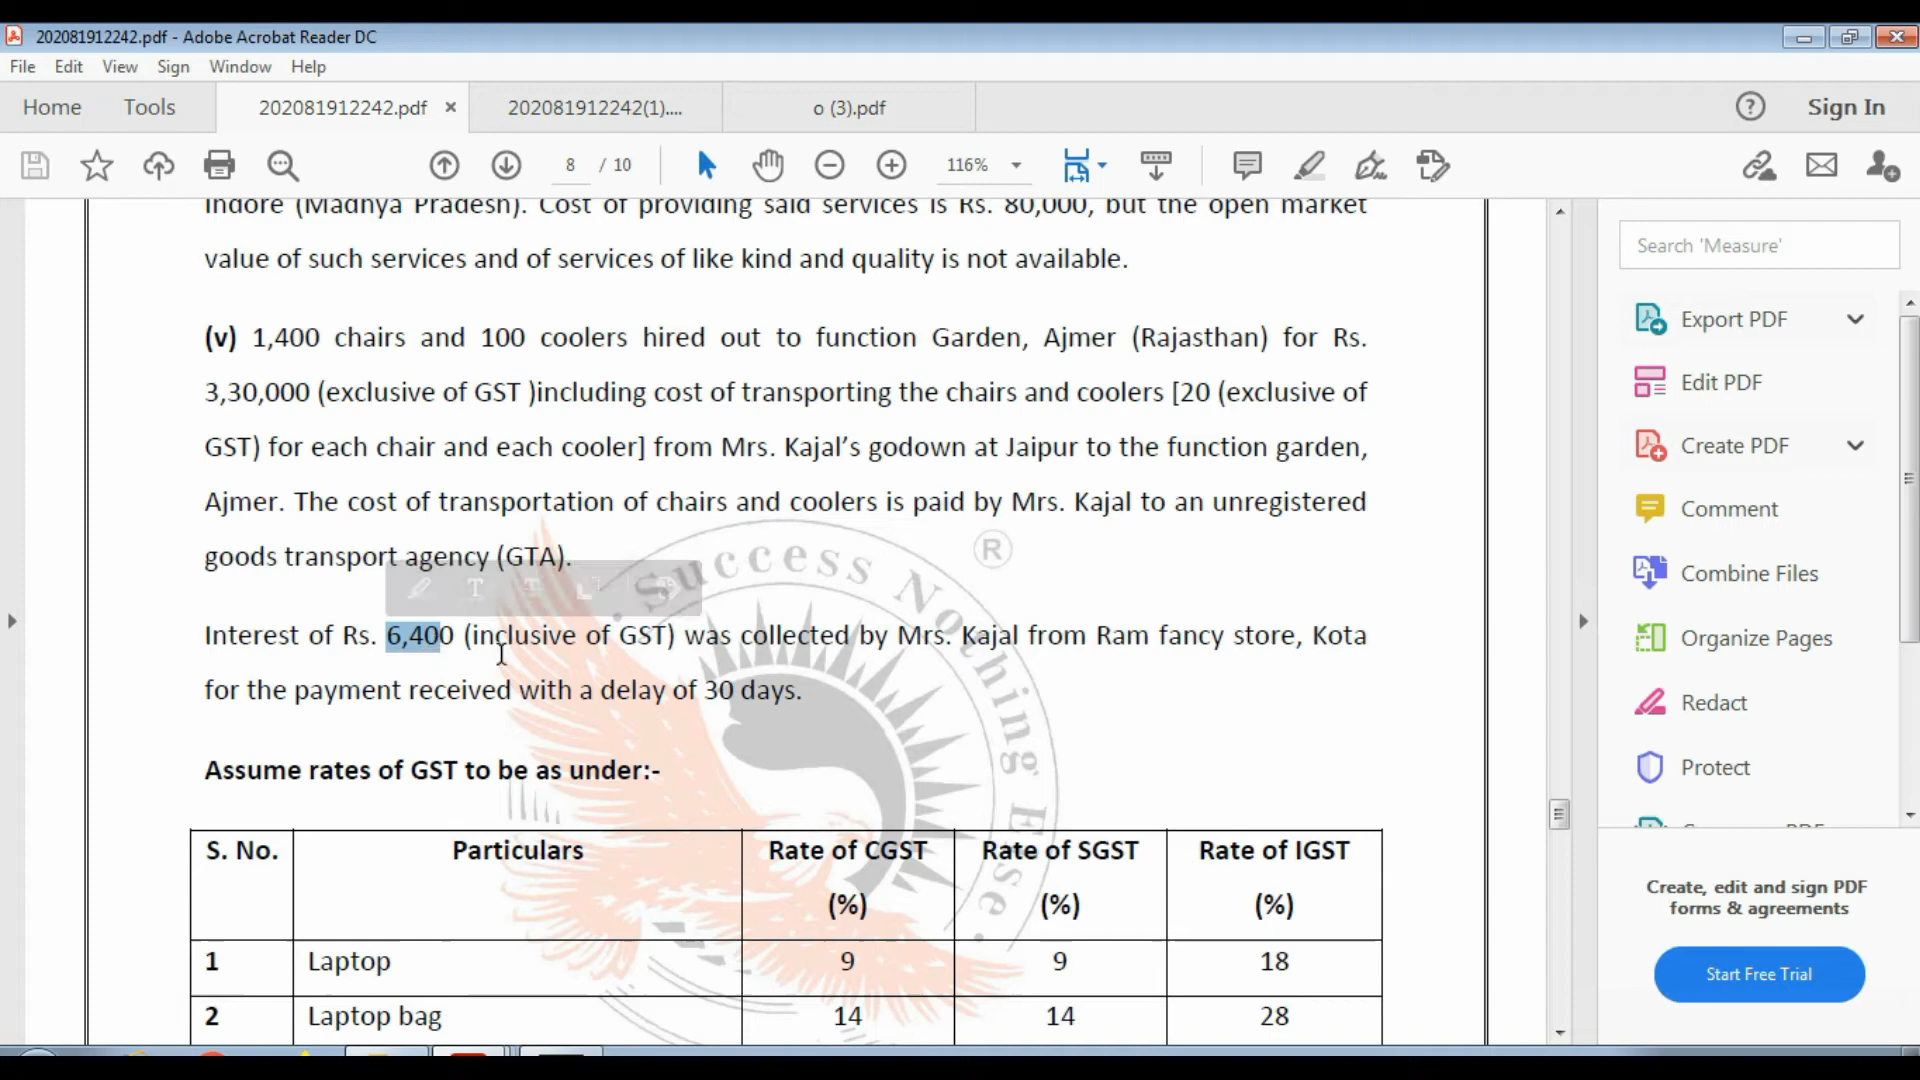 202081912242.pdf - Adobe Acrobat Reader DC
File Edit View Sign Window Help
Home Tools 202081912242.pdf × 202081912242(1).... o (3).pdf ? Sign In
8 / 10 116%
Indore (Madhya Pradesh). Cost of providing said services is Rs. 80,000, but the open market
value of such services and of services of like kind and quality is not available.
(v) 1,400 chairs and 100 coolers hired out to function Garden, Ajmer (Rajasthan) for Rs.
3,30,000 (exclusive of GST )including cost of transporting the chairs and coolers [20 (exclusive of
GST) for each chair and each cooler] from Mrs. Kajal’s godown at Jaipur to the function garden,
Ajmer. The cost of transportation of chairs and coolers is paid by Mrs. Kajal to an unregistered
goods transport agency (GTA).
Interest of Rs. 6,400 (inclusive of GST) was collected by Mrs. Kajal from Ram fancy store, Kota
for the payment received with a delay of 30 days.
Assume rates of GST to be as under:-
S. No. Particulars Rate of CGST (%) Rate of SGST (%) Rate of IGST (%)
1 Laptop 9 9 18
2 Laptop bag 14 14 28
Success Nothing Else ®
Search 'Measure'
Export PDF
Edit PDF
Create PDF
Comment
Combine Files
Organize Pages
Redact
Protect
Create, edit and sign PDF
forms & agreements
Start Free Trial